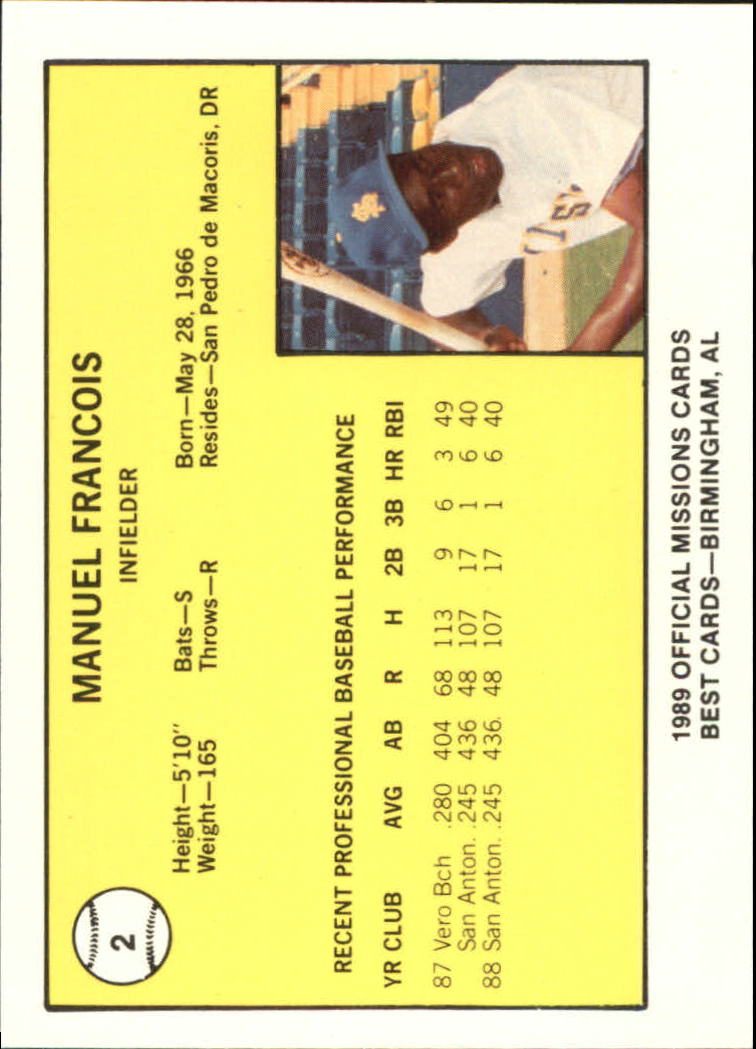 2
MANUEL FRANCOIS
INFIELDER
Height—5'10" Bats—S Born—May 28, 1966
Weight—165 Throws—R Resides—San Pedro de Macoris, DR
RECENT PROFESSIONAL BASEBALL PERFORMANCE
YR CLUB AVG AB R H 2B 3B HR RBI
87 Vero Bch .280 404 68 113 9 6 3 49
San Anton. .245 436 48 107 17 1 6 40
88 San Anton. .245 436. 48 107 17 1 6 40
1989 OFFICIAL MISSIONS CARDS
BEST CARDS—BIRMINGHAM, AL